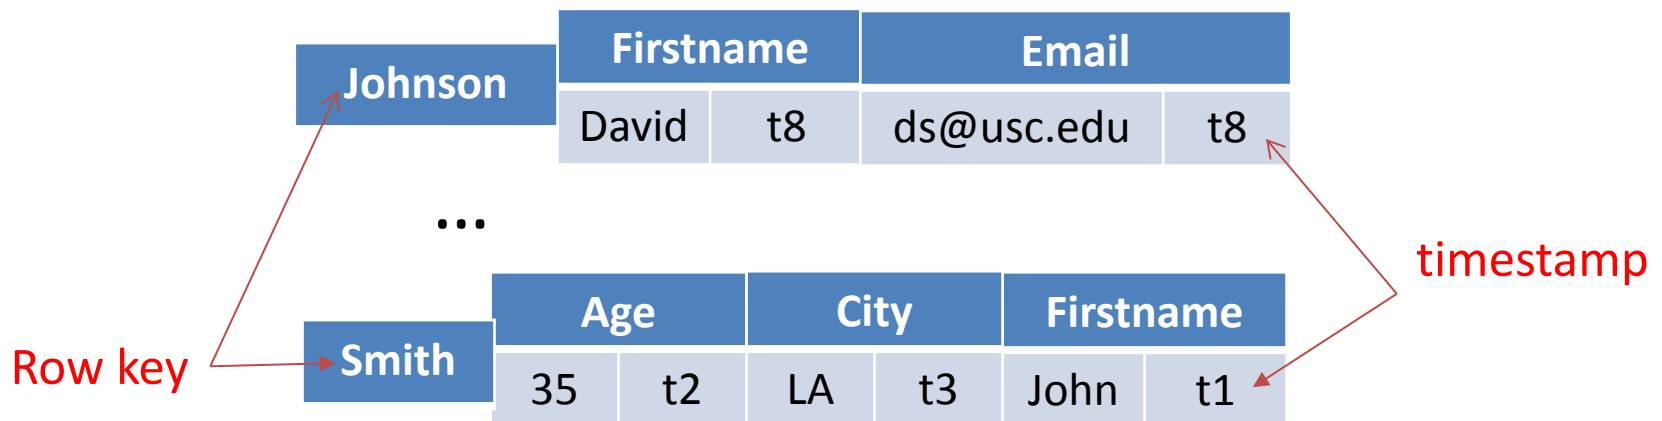 Firstname Email
Johnson
David t8 ds@usc.edu t8
...
timestamp
Age City Firstname
Row key Smith
35 t2 LA t3 John t1